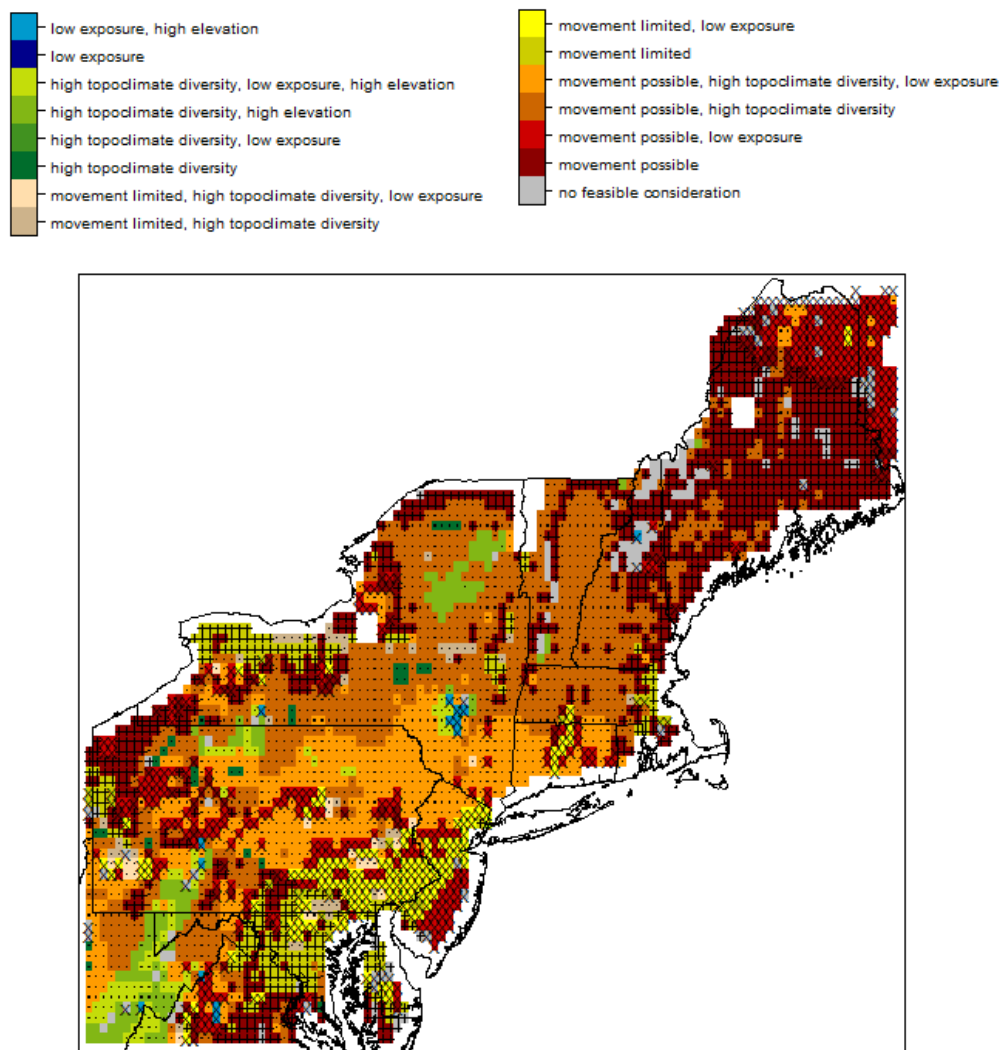 low exposure, high elevation
low exposure
high topoclimate diversity, low exposure, high elevation
high topoclimate diversity, high elevation
high topoclimate diversity, low exposure
high topoclimate diversity
movement limited, high topoclimate diversity, low exposure
movement limited, high topoclimate diversity
movement limited, low exposure
movement limited
movement possible, high topoclimate diversity, low exposure
movement possible, high topoclimate diversity
movement possible, low exposure
movement possible
no feasible consideration